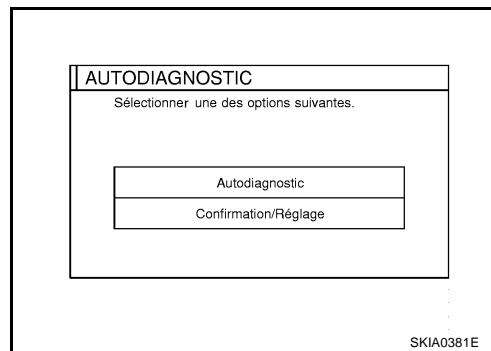 AUTODIAGNOSTIC
Sélectionner une des options suivantes.
Autodiagnostic
Confirmation/Réglage
SKIA0381E